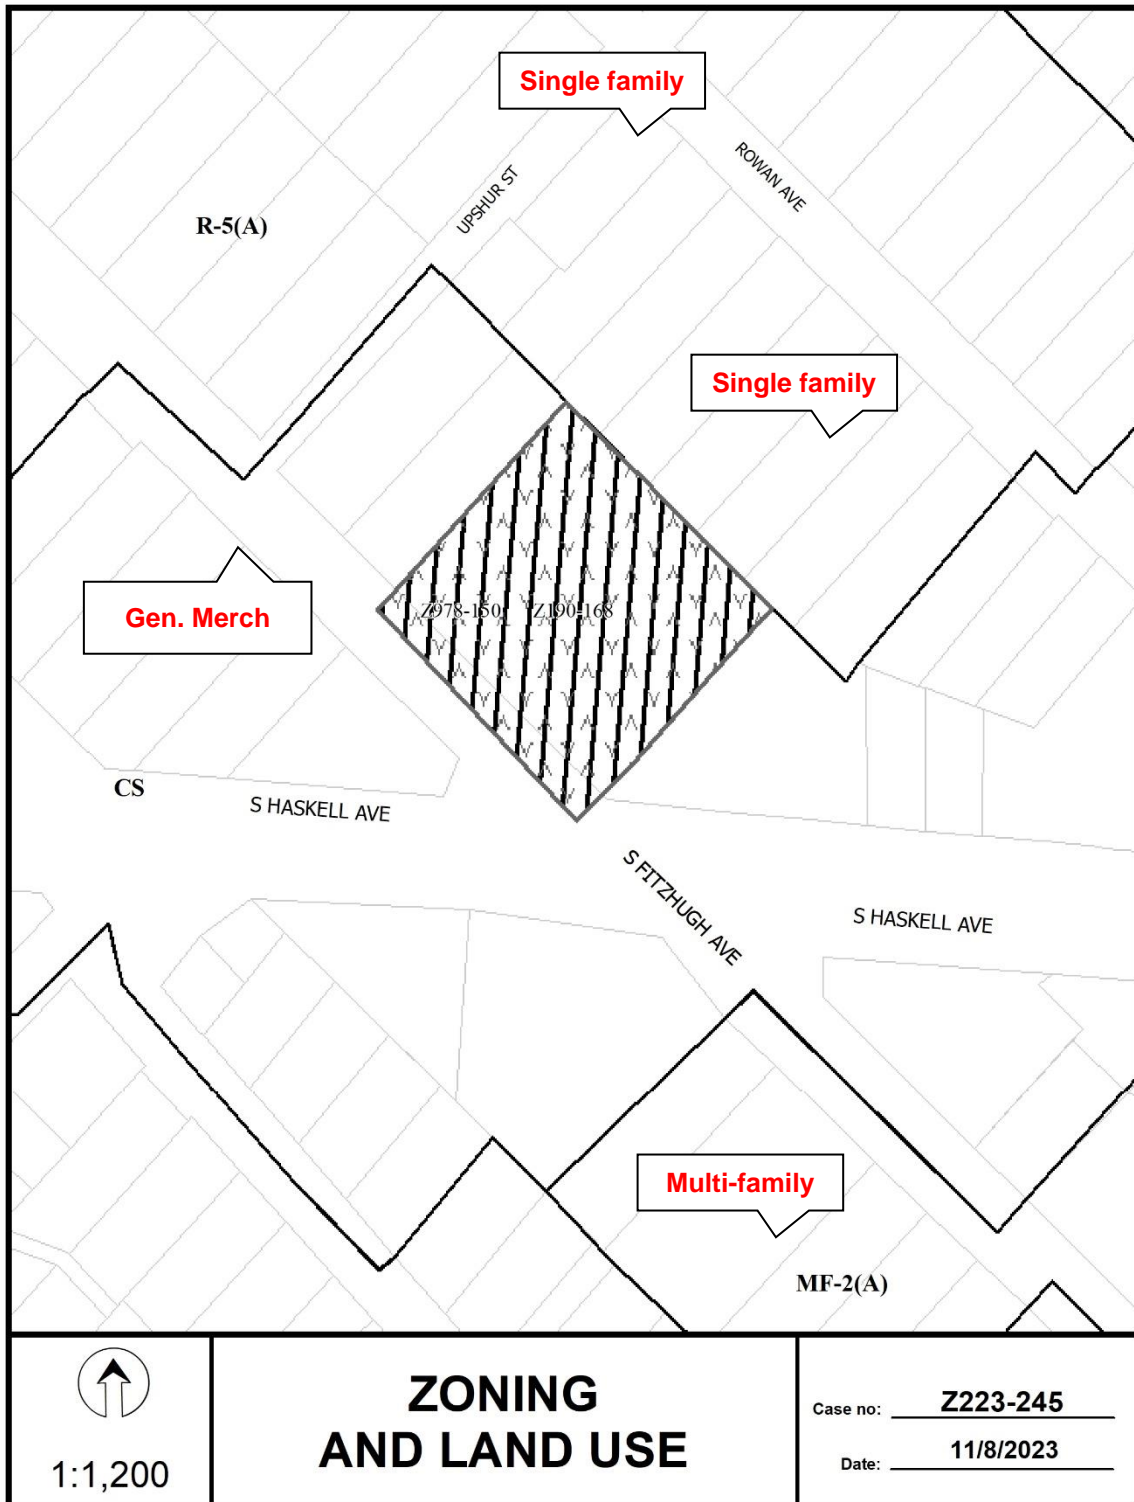 Single family
ROWAN AVE
UPSHUR ST
R-5(A)
Single family
Gen. Merch
Z978-150
Z190-168
CS
S HASKELL AVE
S FITZHUGH AVE
S HASKELL AVE
Multi-family
MF-2(A)
1:1,200
ZONING
AND LAND USE
Case no: Z223-245
Date: 11/8/2023